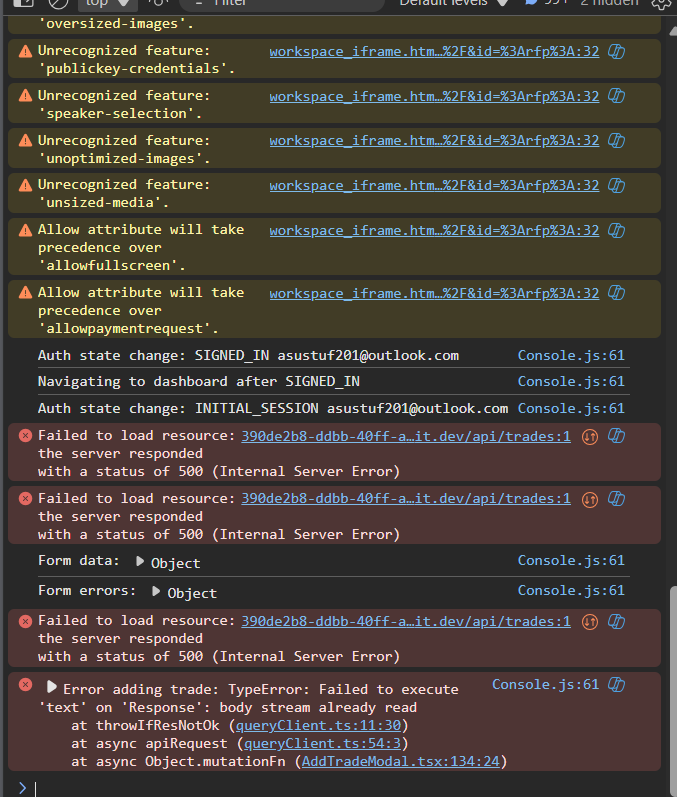 top
Filter
Default levels
99+
2 hidden
'oversized-images'.
Unrecognized feature: workspace_iframe.htm…%2F&id=%3Arfp%3A:32
'publickey-credentials'.
Unrecognized feature: workspace_iframe.htm…%2F&id=%3Arfp%3A:32
'speaker-selection'.
Unrecognized feature: workspace_iframe.htm…%2F&id=%3Arfp%3A:32
'unoptimized-images'.
Unrecognized feature: workspace_iframe.htm…%2F&id=%3Arfp%3A:32
'unsized-media'.
Allow attribute will take workspace_iframe.htm…%2F&id=%3Arfp%3A:32
precedence over
'allowfullscreen'.
Allow attribute will take workspace_iframe.htm…%2F&id=%3Arfp%3A:32
precedence over
'allowpaymentrequest'.
Auth state change: SIGNED_IN asustuf201@outlook.com Console.js:61
Navigating to dashboard after SIGNED_IN Console.js:61
Auth state change: INITIAL_SESSION asustuf201@outlook.com Console.js:61
Failed to load resource: 390de2b8-ddbb-40ff-a…it.dev/api/trades:1
the server responded
with a status of 500 (Internal Server Error)
Failed to load resource: 390de2b8-ddbb-40ff-a…it.dev/api/trades:1
the server responded
with a status of 500 (Internal Server Error)
Form data: Object Console.js:61
Form errors: Object Console.js:61
Failed to load resource: 390de2b8-ddbb-40ff-a…it.dev/api/trades:1
the server responded
with a status of 500 (Internal Server Error)
Error adding trade: TypeError: Failed to execute Console.js:61
'text' on 'Response': body stream already read
at throwIfResNotOk (queryClient.ts:11:30)
at async apiRequest (queryClient.ts:54:3)
at async Object.mutationFn (AddTradeModal.tsx:134:24)